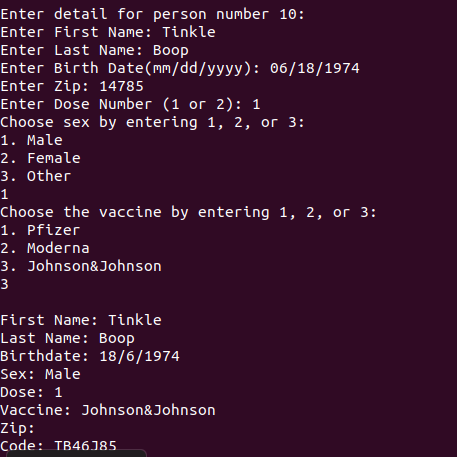 Enter detail for person number 10:
Enter First Name: Tinkle
Enter Last Name: Boop
Enter Birth Date(mm/dd/yyyy): 06/18/1974
Enter Zip: 14785
Enter Dose Number (1 or 2): 1
Choose sex by entering 1, 2, or 3:
1. Male
2. Female
3. Other
1
Choose the vaccine by entering 1, 2, or 3:
1. Pfizer
2. Moderna
3. Johnson&Johnson
3
First Name: Tinkle
Last Name: Boop
Birthdate: 18/6/1974
Sex: Male
Dose: 1
Vaccine: Johnson&Johnson
Zip:
Code: TB46J85